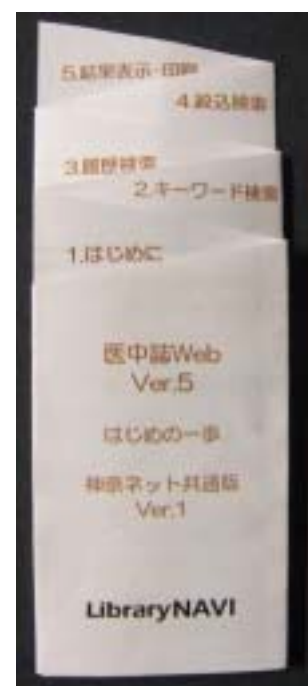 5.結果表示・印刷
4.絞込検索
3.履歴検索
2.キーワード検索
1.はじめに
医中誌Web
Ver.5
はじめの一歩
神奈ネット共通版
Ver.1
LibraryNAVI